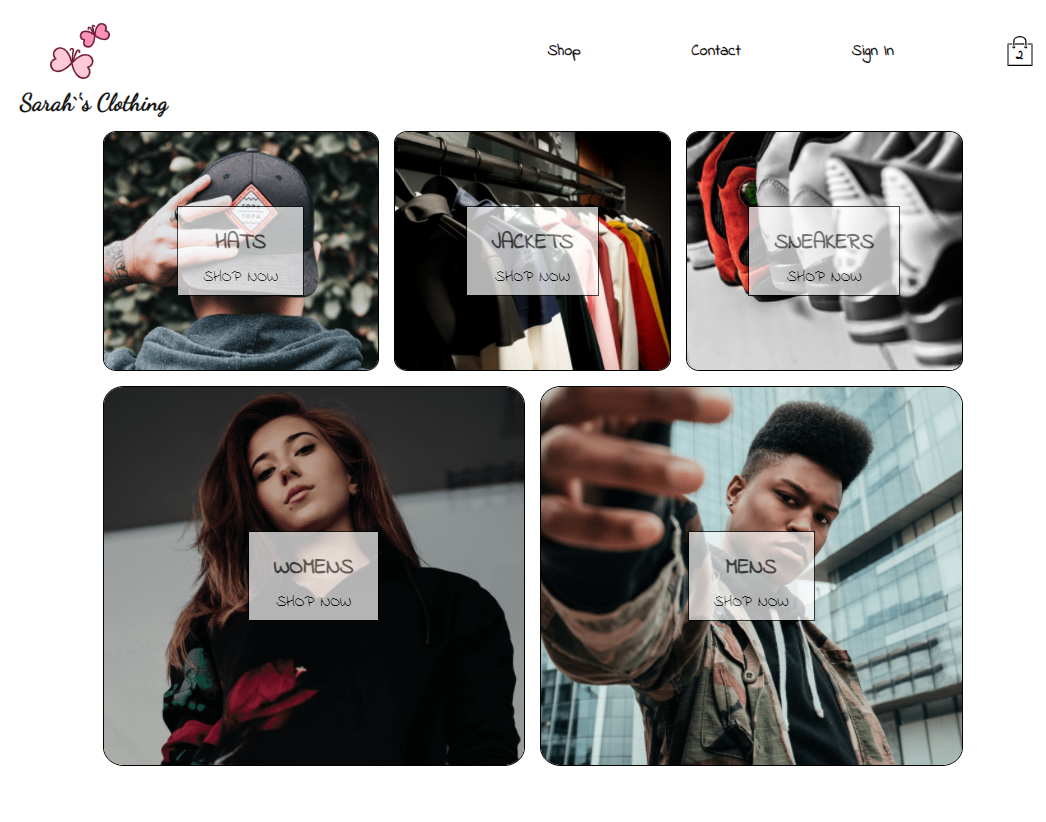 Shop
Contact
Sign In
2
Sarah`'s Clothing
HATS
SHOP NOW
JACKETS
SHOP NOW
SNEAKERS
SHOP NOW
WOMENS
SHOP NOW
MENS
SHOP NOW